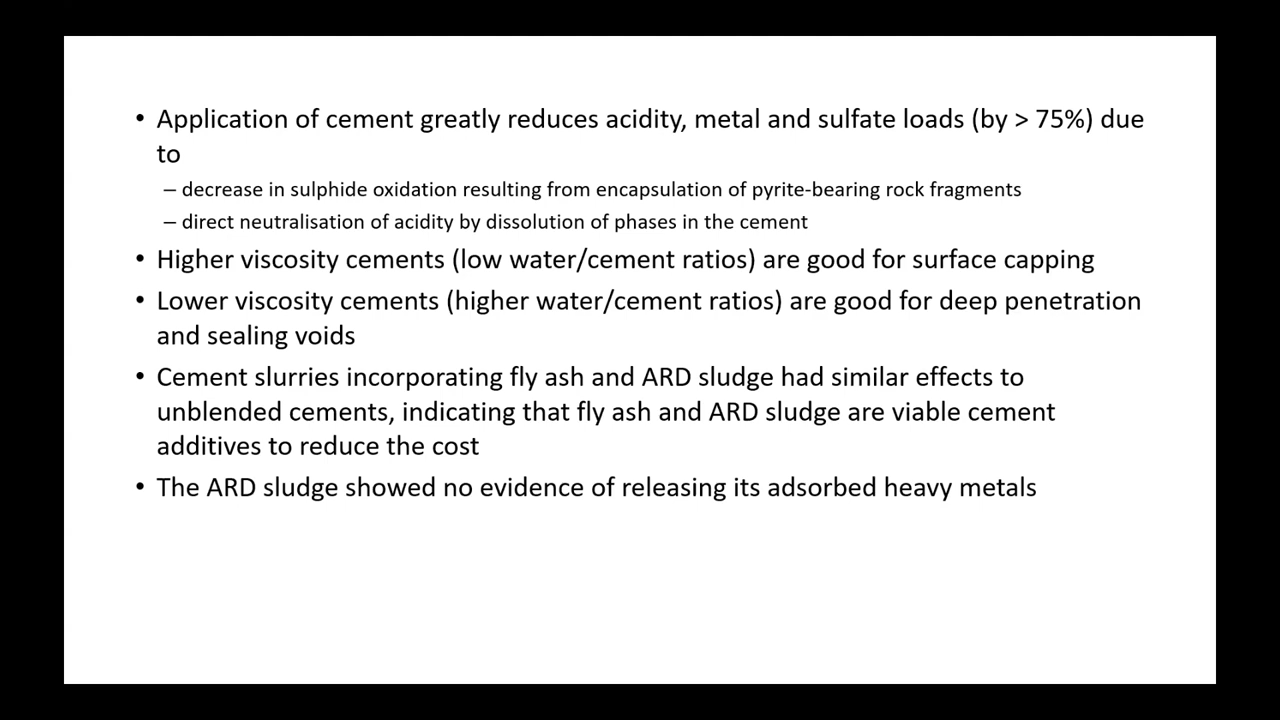 • Application of cement greatly reduces acidity, metal and sulfate loads (by > 75%) due
to
– decrease in sulphide oxidation resulting from encapsulation of pyrite-bearing rock fragments
– direct neutralisation of acidity by dissolution of phases in the cement
• Higher viscosity cements (low water/cement ratios) are good for surface capping
• Lower viscosity cements (higher water/cement ratios) are good for deep penetration
and sealing voids
• Cement slurries incorporating fly ash and ARD sludge had similar effects to
unblended cements, indicating that fly ash and ARD sludge are viable cement
additives to reduce the cost
• The ARD sludge showed no evidence of releasing its adsorbed heavy metals